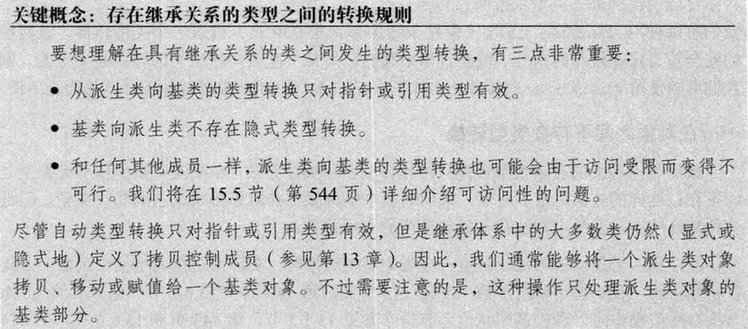 关键概念：存在继承关系的类型之间的转换规则
要想理解在具有继承关系的类之间发生的类型转换，有三点非常重要：
• 从派生类向基类的类型转换只对指针或引用类型有效。
• 基类向派生类不存在隐式类型转换。
• 和任何其他成员一样，派生类向基类的类型转换也可能会由于访问受限而变得不
可行。我们将在 15.5 节（第 544 页）详细介绍可访问性的问题。
尽管自动类型转换只对指针或引用类型有效，但是继承体系中的大多数类仍然（显式或
隐式地）定义了拷贝控制成员（参见第 13 章）。因此，我们通常能够将一个派生类对象
拷贝、移动或赋值给一个基类对象。不过需要注意的是，这种操作只处理派生类对象的
基类部分。